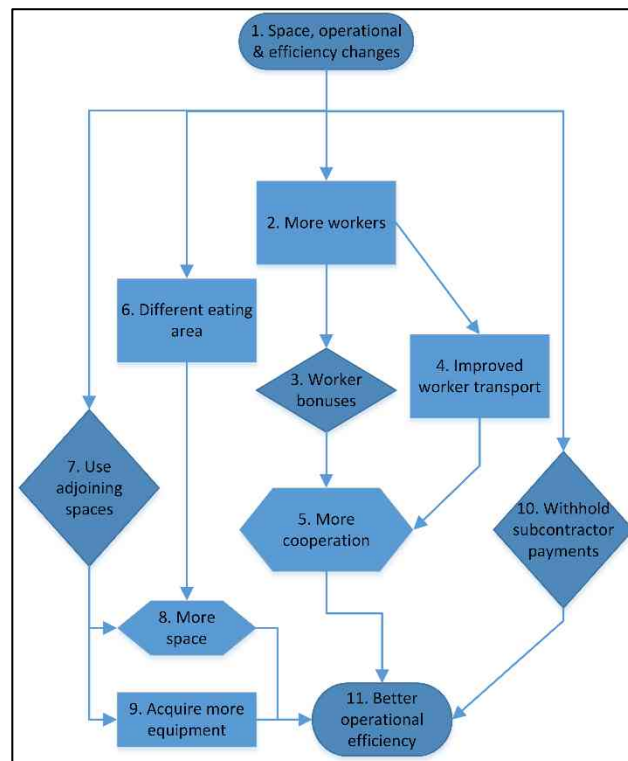 1. Space, operational
& efficiency changes
2. More workers
6. Different eating
area
4. Improved
worker transport
3. Worker
bonuses
7. Use
adjoining
spaces
5. More
cooperation
10. Withhold
subcontractor
payments
8. More
space
9. Acquire more
equipment
11. Better
operational
efficiency